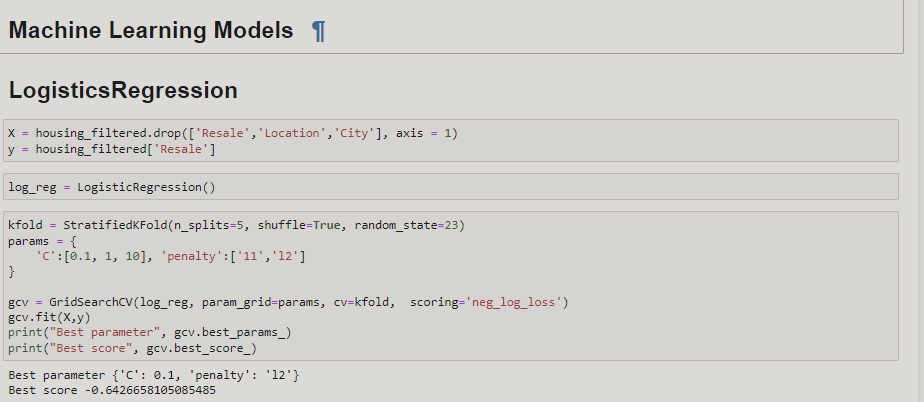 Machine Learning Models ¶
LogisticsRegression
X = housing_filtered.drop(['Resale','Location','City'], axis = 1)
y = housing_filtered['Resale']
log_reg = LogisticRegression()
kfold = StratifiedKFold(n_splits=5, shuffle=True, random_state=23)
params = {
    'C':[0.1, 1, 10], 'penalty':['11','l2']
}
gcv = GridSearchCV(log_reg, param_grid=params, cv=kfold,  scoring='neg_log_loss')
gcv.fit(X,y)
print("Best parameter", gcv.best_params_)
print("Best score", gcv.best_score_)
Best parameter {'C': 0.1, 'penalty': 'l2'}
Best score -0.6426658105085485